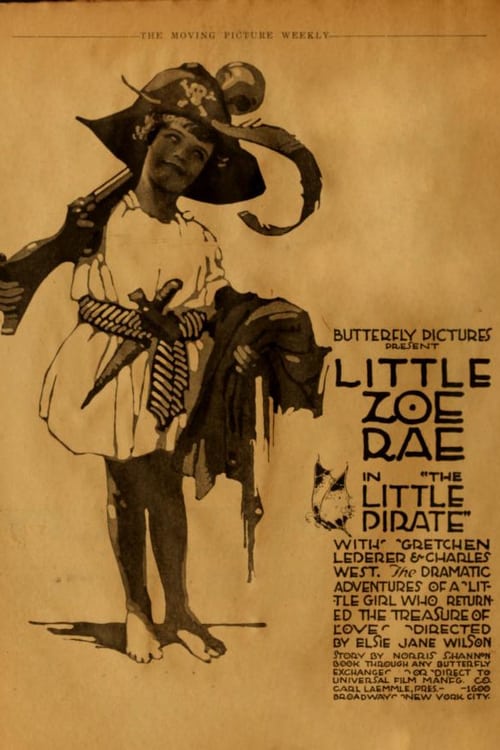 THE MOVING PICTURE WEEKLY
BUTTERFLY PICTURES
PRESENT
LITTLE
ZOE
RAE
IN "THE
LITTLE
PIRATE"
WITH GRETCHEN
LEDERER & CHARLES
WEST. The DRAMATIC
ADVENTURES OF A LIT-
TLE GIRL WHO RETURN-
ED THE TREASURE OF
LOVE DIRECTED
BY ELSIE JANE WILSON
STORY BY NORRIS SHANNON
BOOK THROUGH ANY BUTTERFLY
EXCHANGE OR DIRECT TO
UNIVERSAL FILM MANFG. CO.
CARL LAEMMLE, PRES.- -1600
BROADWAY NEW YORK CITY.